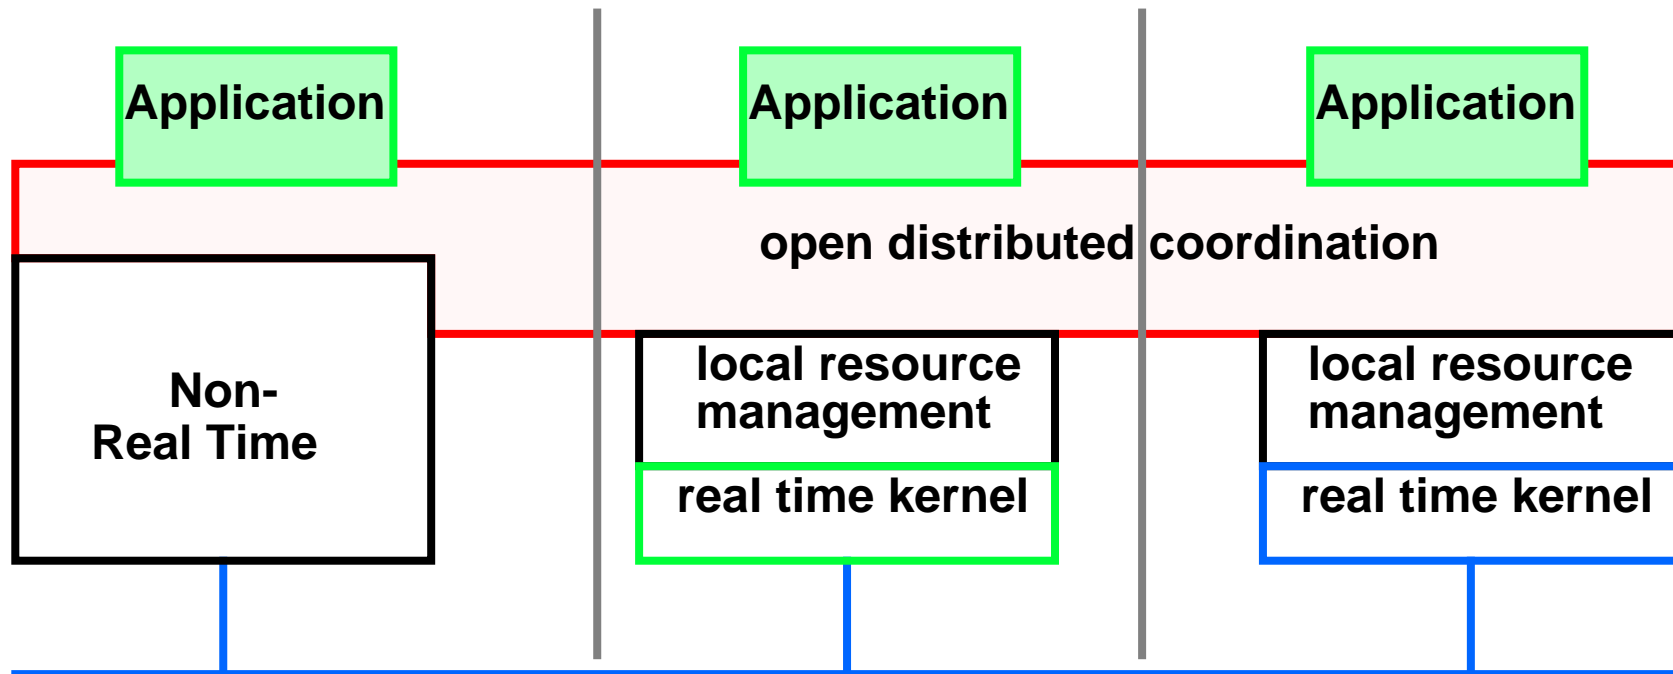 Application
Application
Application
open distributed coordination
Non-
Real Time
local resource
management
real time kernel
local resource
management
real time kernel